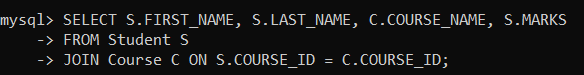 mysql> SELECT S.FIRST_NAME, S.LAST_NAME, C.COURSE_NAME, S.MARKS
    -> FROM Student S
    -> JOIN Course C ON S.COURSE_ID = C.COURSE_ID;